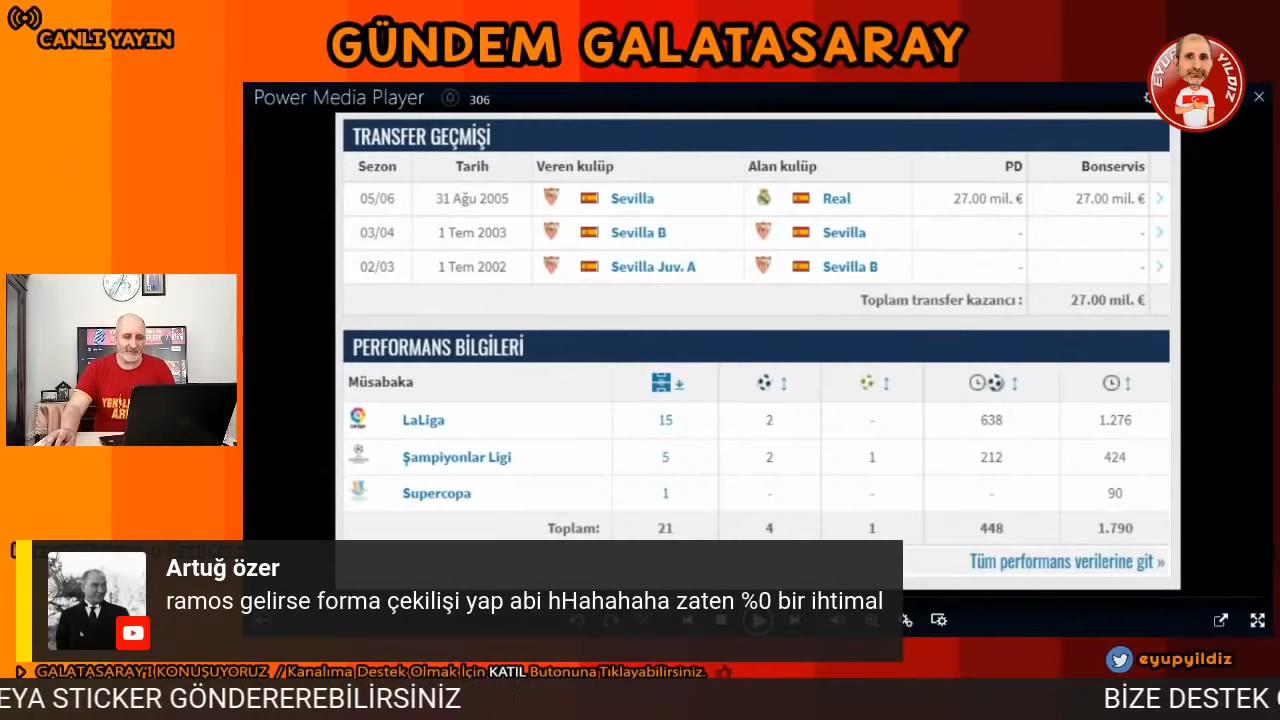 CANLI YAYIN
GÜNDEM GALATASARAY
EYUP YILDIZ
Power Media Player 306
TRANSFER GEÇMİŞİ
Sezon Tarih Veren kulüp Alan kulüp PD Bonservis
05/06 31 Ağu 2005 Sevilla Real 27.00 mil. € 27.00 mil. €
03/04 1 Tem 2003 Sevilla B Sevilla - -
02/03 1 Tem 2002 Sevilla Juv. A Sevilla B - -
Toplam transfer kazancı : 27.00 mil. €
PERFORMANS BİLGİLERİ
Müsabaka
LaLiga 15 2 - 638 1.276
Şampiyonlar Ligi 5 2 1 212 424
Supercopa 1 - - - 90
Toplam: 21 4 1 448 1.790
Tüm performans verilerine git »
Artuğ özer
ramos gelirse forma çekilişi yap abi hHahahaha zaten %0 bir ihtimal
GALATASARAY'I KONUŞUYORUZ // Kanalıma Destek Olmak İçin KATIL Butonuna Tıklayabilirsiniz.
eyupyildiz
EYA STICKER GÖNDEREREBİLİRSİNİZ BİZE DESTEK